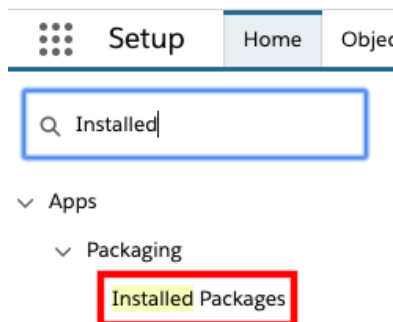 Setup Home Objec
Installed
Apps
Packaging
Installed Packages